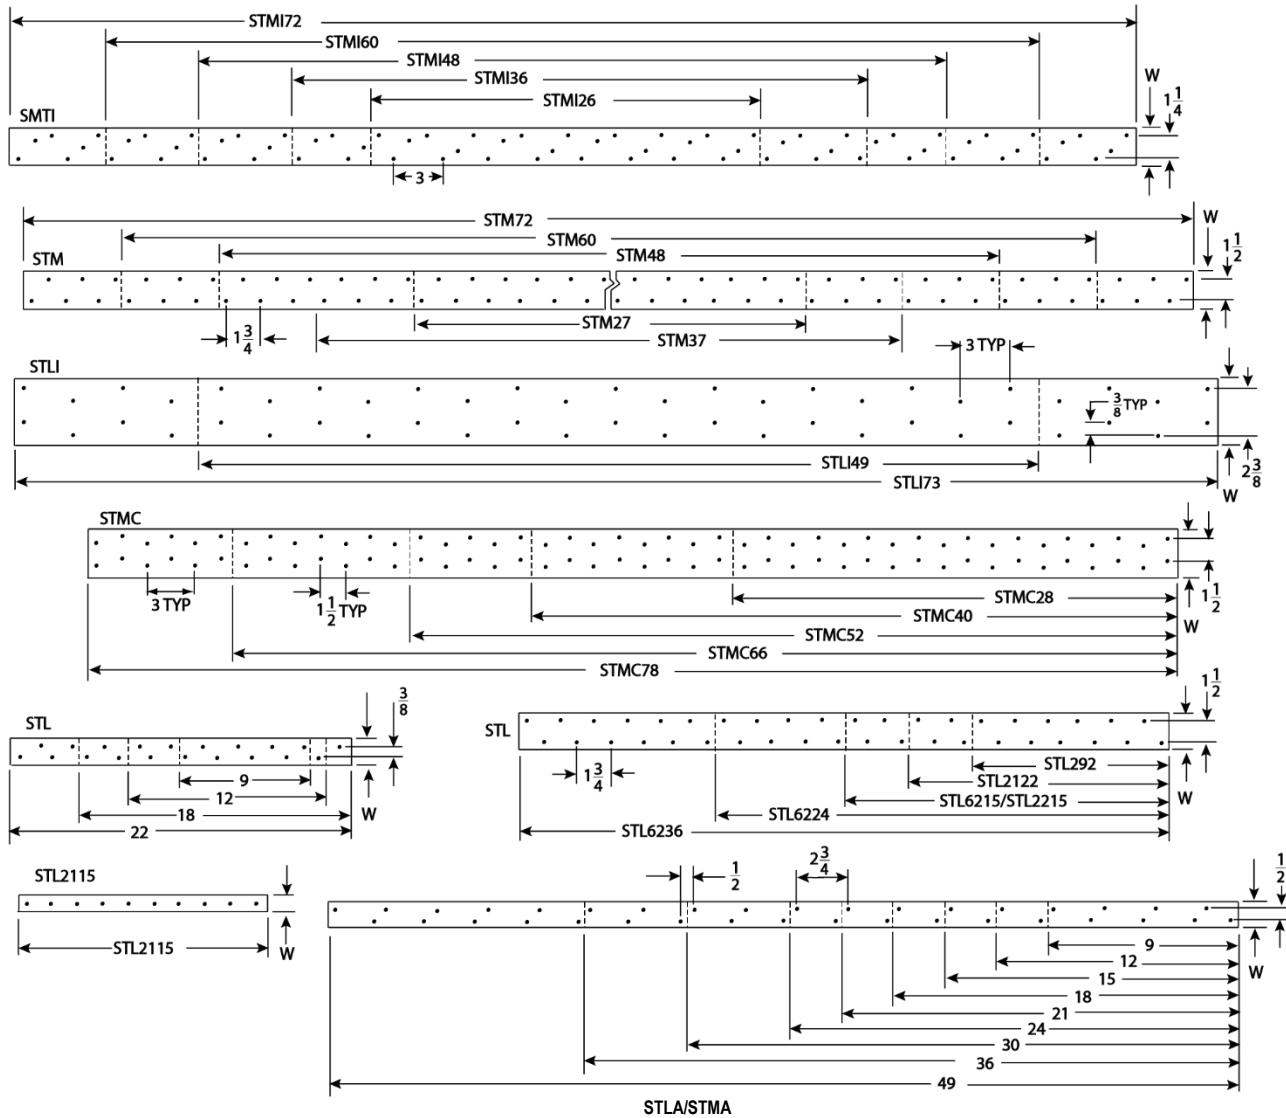 STMI72
STMI60
STMI48
STMI36
STMI26
W
1 1/4
SMTI
3
STM72
STM60
STM48
W
1 1/2
STM
1 3/4
STM27
STM37
3 TYP
STLI
3/8 TYP
STLI49
STLI73
W
2 3/8
STMC
3 TYP
1 1/2 TYP
STMC28
STMC40
STMC52
STMC66
STMC78
W
1 1/2
STL
3/8
9
12
18
22
W
STL
1 1/2
1 3/4
STL292
STL2122
STL6215/STL2215
STL6224
STL6236
W
STL2115
STL2115
W
1/2
2 3/4
1/2
9
12
15
18
21
24
30
36
49
W
STLA/STMA